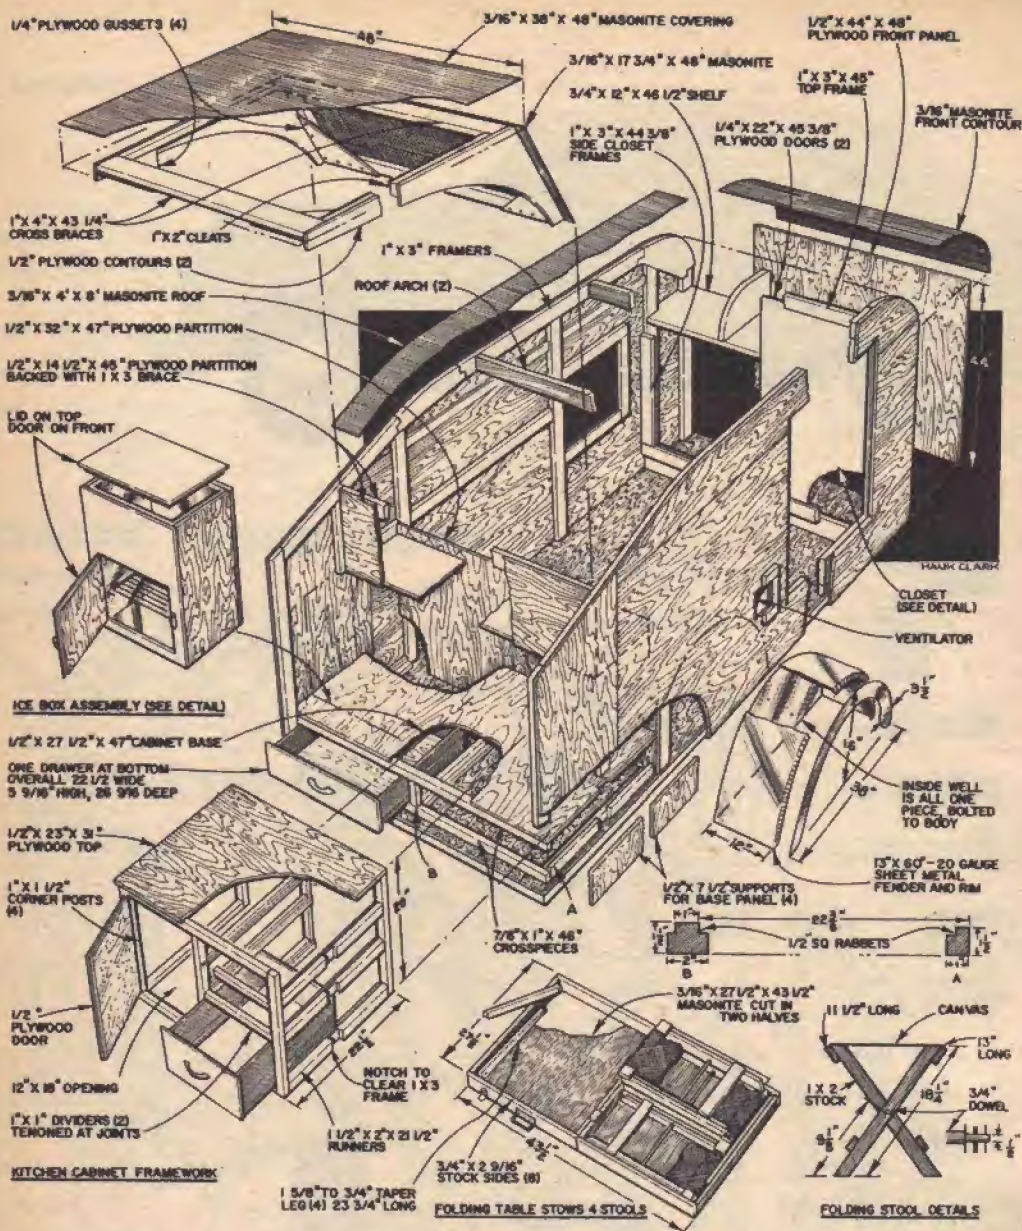 1/4" PLYWOOD GUSSETS (4)
48"
3/16" X 38" X 48" MASONITE COVERING
1/2" X 44" X 48"
PLYWOOD FRONT PANEL
3/16" X 17 3/4" X 48" MASONITE
1" X 3" X 45"
TOP FRAME
3/4" X 12" X 46 1/2" SHELF
3/16" MASONITE
FRONT CONTOUR
1" X 3" X 44 3/8"
SIDE CLOSET
FRAMES
1/4" X 22" X 45 3/8"
PLYWOOD DOORS (2)
1" X 4" X 43 1/4"
CROSS BRACES
1" X 2" CLEATS
1" X 3" FRAMERS
1/2" PLYWOOD CONTOURS (2)
ROOF ARCH (2)
3/16" X 4' X 8' MASONITE ROOF
1/2" X 32" X 47" PLYWOOD PARTITION
44"
1/2" X 14 1/2" X 45" PLYWOOD PARTITION
BACKED WITH 1 X 3 BRACE
LID ON TOP
DOOR ON FRONT
HANK CLARK
CLOSET
(SEE DETAIL)
VENTILATOR
ICE BOX ASSEMBLY (SEE DETAIL)
3 1/2"
16"
36"
12"
1/2" X 27 1/2" X 47" CABINET BASE
ONE DRAWER AT BOTTOM
OVERALL 22 1/2 WIDE
5 9/16" HIGH, 26 9/16 DEEP
INSIDE WELL
IS ALL ONE
PIECE, BOLTED
TO BODY
1/2" X 23" X 31"
PLYWOOD TOP
B
A
13" X 60" - 20 GAUGE
SHEET METAL
FENDER AND RIM
1/2" X 7 1/2" SUPPORTS
FOR BASE PANEL (4)
1" X 1 1/2"
CORNER POSTS
(4)
7/8" X 1" X 46"
CROSSPIECES
1"
1/2" SQ RABBETS
2"
B
1"
A
3/16" X 27 1/2" X 43 1/2"
MASONITE CUT IN
TWO HALVES
1/2"
PLYWOOD
DOOR
11 1/2" LONG
CANVAS
13"
LONG
12" X 18" OPENING
NOTCH TO
CLEAR 1 X 3
FRAME
1 X 2
STOCK
18 1/4"
3/4"
DOWEL
1" X 1" DIVIDERS (2)
TENONED AT JOINTS
1 1/2" X 2" X 21 1/2"
RUNNERS
KITCHEN CABINET FRAMEWORK
3/4" X 2 9/16"
STOCK SIDES (8)
1 5/8" TO 3/4" TAPER
LEG (4) 23 3/4" LONG
FOLDING TABLE STOWS 4 STOOLS
FOLDING STOOL DETAILS